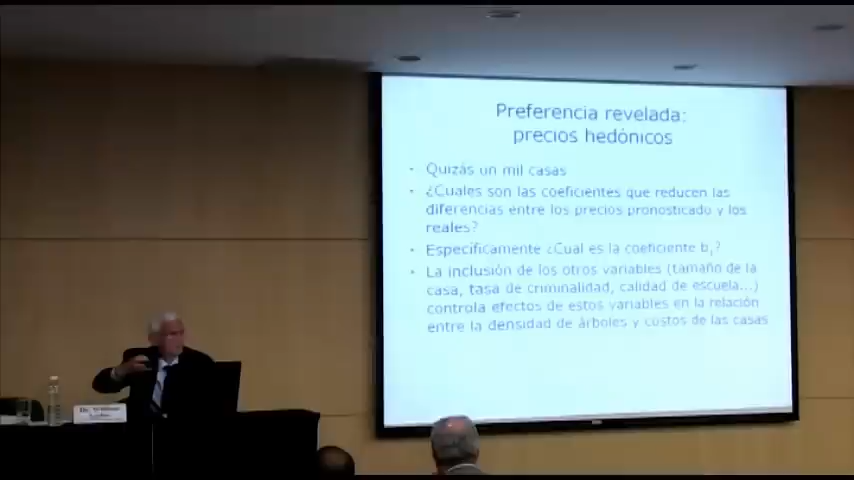 Preferencia revelada:
precios hedónicos
• Quizás un mil casas
• ¿Cuales son las coeficientes que reducen las
diferencias entre los precios pronosticado y los
reales?
• Específicamente ¿Cual es la coeficiente b₁?
• La inclusión de los otros variables (tamaño de la
casa, tasa de criminalidad, calidad de escuela...)
controla efectos de estos variables en la relación
entre la densidad de árboles y costos de las casas
Dr. William